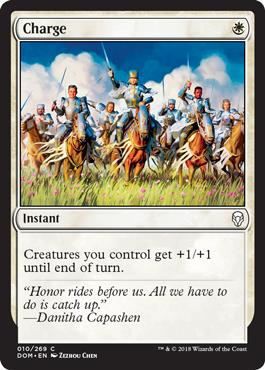 Charge
Instant
Creatures you control get +1/+1
until end of turn.
“Honor rides before us. All we have
to do is catch up.”
—Danitha Capashen
010/269 C
DOM • EN ZEZHOU CHEN
™ & © 2018 Wizards of the Coast